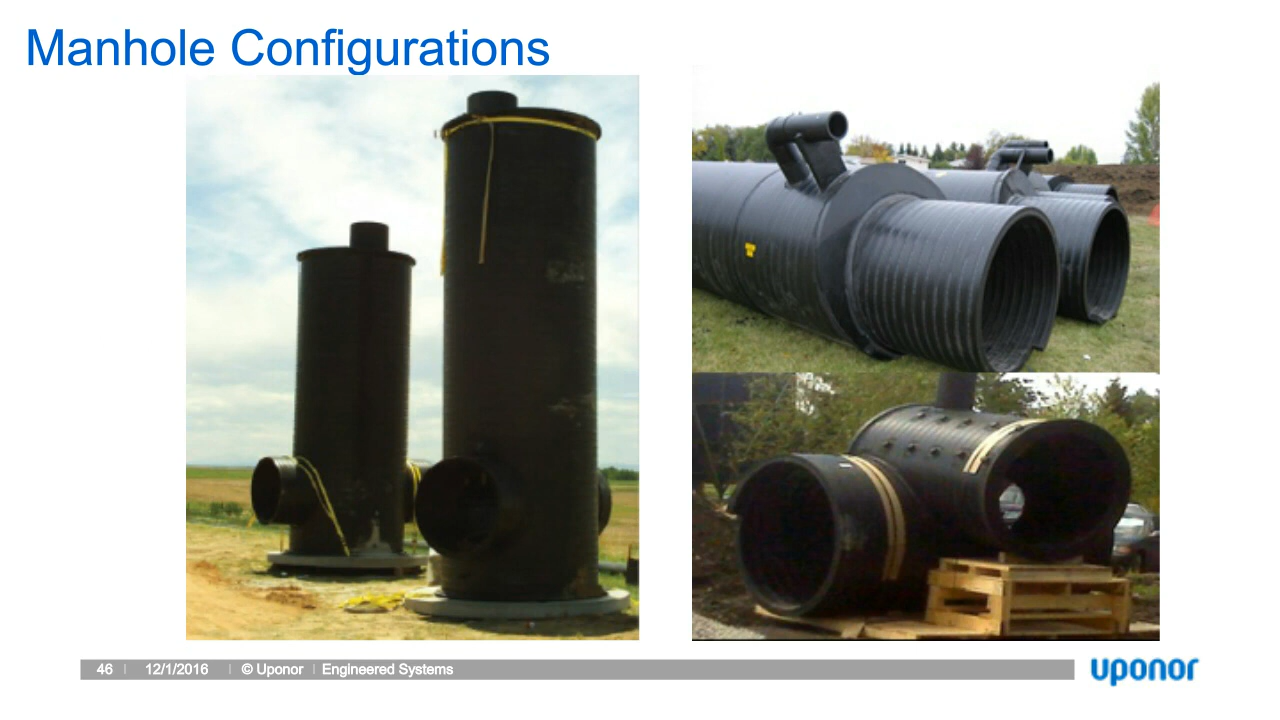 Manhole Configurations
46 | 12/1/2016 | © Uponor | Engineered Systems
uponor